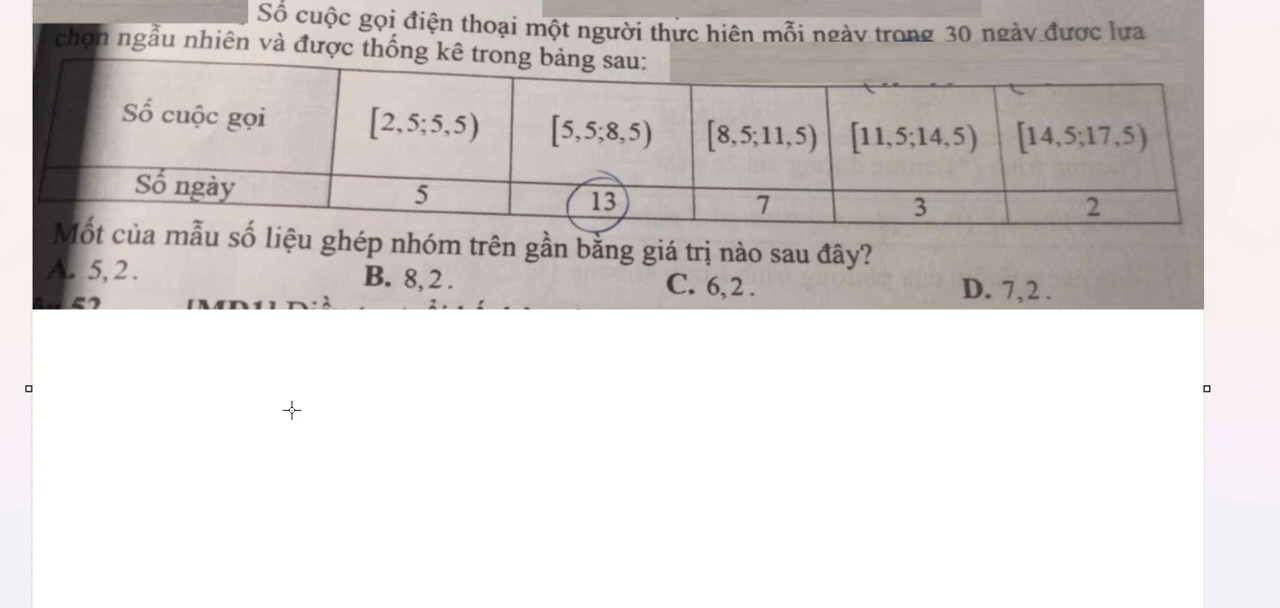 Số cuộc gọi điện thoại một người thực hiện mỗi ngày trong 30 ngày được lựa
chọn ngẫu nhiên và được thống kê trong bảng sau:
Số cuộc gọi [2,5;5,5) [5,5;8,5) [8,5;11,5) [11,5;14,5) [14,5;17,5)
Số ngày 5 13 7 3 2
Mốt của mẫu số liệu ghép nhóm trên gần bằng giá trị nào sau đây?
A. 5,2. B. 8,2. C. 6,2. D. 7,2.